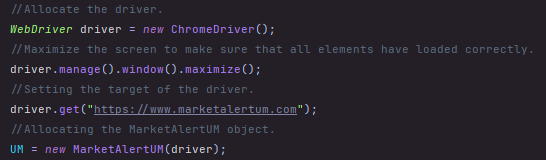 //Allocate the driver.
WebDriver driver = new ChromeDriver();
//Maximize the screen to make sure that all elements have loaded correctly.
driver.manage().window().maximize();
//Setting the target of the driver.
driver.get("https://www.marketalertum.com");
//Allocating the MarketAlertUM object.
UM = new MarketAlertUM(driver);